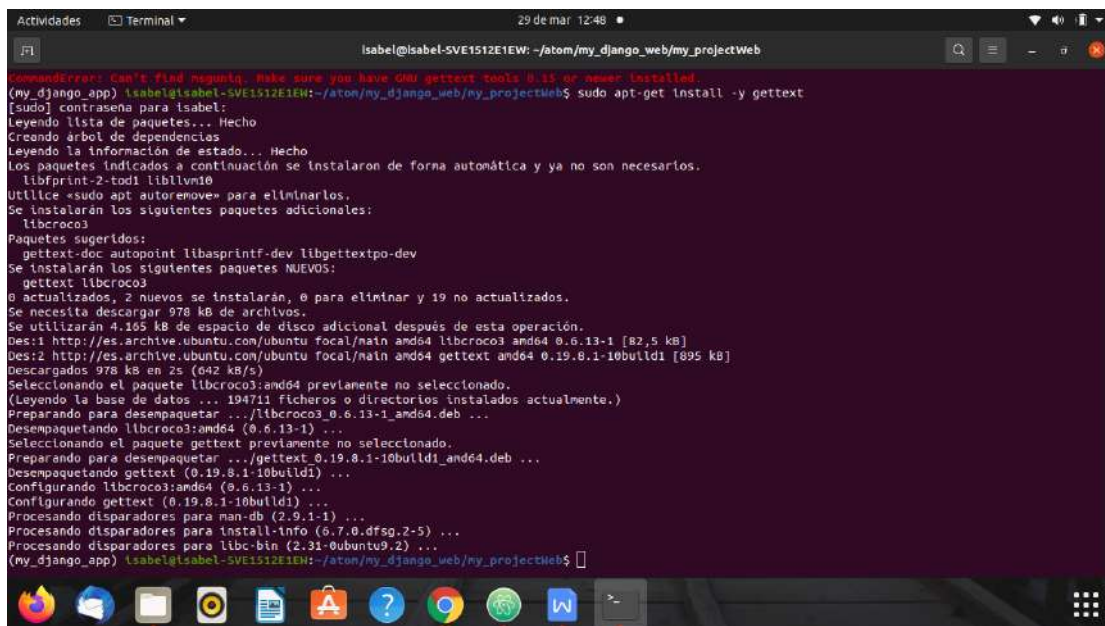 Actividades Terminal 29 de mar 12:48
isabel@isabel-SVE1512E1EW: ~/atom/my_django_web/my_projectWeb
CommandError: Can't find msguniq. Make sure you have GNU gettext tools 0.15 or newer installed.
(my_django_app) isabel@isabel-SVE1512E1EW:~/atom/my_django_web/my_projectWeb$ sudo apt-get install -y gettext
[sudo] contraseña para isabel:
Leyendo lista de paquetes... Hecho
Creando árbol de dependencias
Leyendo la información de estado... Hecho
Los paquetes indicados a continuación se instalaron de forma automática y ya no son necesarios.
libfprint-2-tod1 libllvm10
Utilice «sudo apt autoremove» para eliminarlos.
Se instalarán los siguientes paquetes adicionales:
libcroco3
Paquetes sugeridos:
gettext-doc autopoint libasprintf-dev libgettextpo-dev
Se instalarán los siguientes paquetes NUEVOS:
gettext libcroco3
0 actualizados, 2 nuevos se instalarán, 0 para eliminar y 19 no actualizados.
Se necesita descargar 978 kB de archivos.
Se utilizarán 4.165 kB de espacio de disco adicional después de esta operación.
Des:1 http://es.archive.ubuntu.com/ubuntu focal/main amd64 libcroco3 amd64 0.6.13-1 [82,5 kB]
Des:2 http://es.archive.ubuntu.com/ubuntu focal/main amd64 gettext amd64 0.19.8.1-10build1 [895 kB]
Descargados 978 kB en 2s (642 kB/s)
Seleccionando el paquete libcroco3:amd64 previamente no seleccionado.
(Leyendo la base de datos ... 194711 ficheros o directorios instalados actualmente.)
Preparando para desempaquetar .../libcroco3_0.6.13-1_amd64.deb ...
Desempaquetando libcroco3:amd64 (0.6.13-1) ...
Seleccionando el paquete gettext previamente no seleccionado.
Preparando para desempaquetar .../gettext_0.19.8.1-10build1_amd64.deb ...
Desempaquetando gettext (0.19.8.1-10build1) ...
Configurando libcroco3:amd64 (0.6.13-1) ...
Configurando gettext (0.19.8.1-10build1) ...
Procesando disparadores para man-db (2.9.1-1) ...
Procesando disparadores para install-info (6.7.0.dfsg.2-5) ...
Procesando disparadores para libc-bin (2.31-0ubuntu9.2) ...
(my_django_app) isabel@isabel-SVE1512E1EW:~/atom/my_django_web/my_projectWeb$